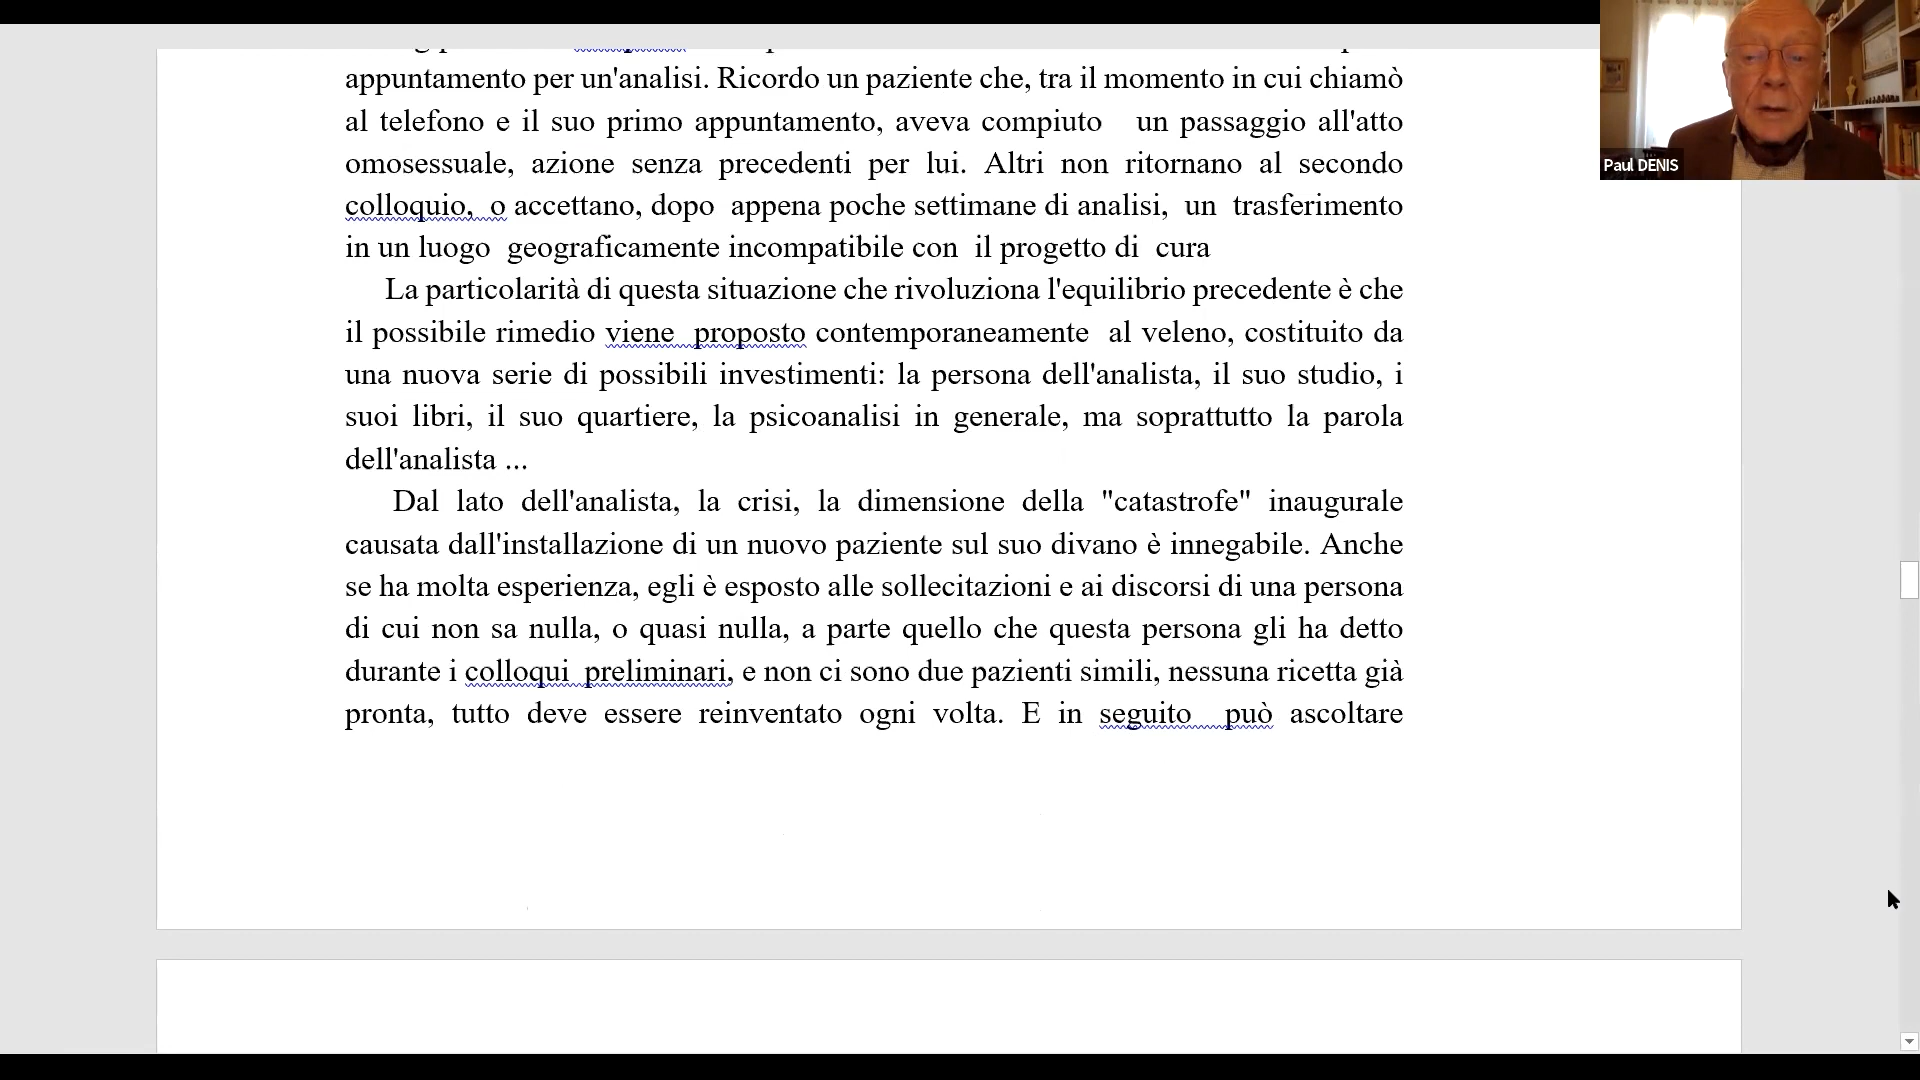 appuntamento per un'analisi. Ricordo un paziente che, tra il momento in cui chiamò
al telefono e il suo primo appuntamento, aveva compiuto un passaggio all'atto
omosessuale, azione senza precedenti per lui. Altri non ritornano al secondo
colloquio, o accettano, dopo appena poche settimane di analisi, un trasferimento
in un luogo geograficamente incompatibile con il progetto di cura
La particolarità di questa situazione che rivoluziona l'equilibrio precedente è che
il possibile rimedio viene proposto contemporaneamente al veleno, costituito da
una nuova serie di possibili investimenti: la persona dell'analista, il suo studio, i
suoi libri, il suo quartiere, la psicoanalisi in generale, ma soprattutto la parola
dell'analista ...
Dal lato dell'analista, la crisi, la dimensione della "catastrofe" inaugurale
causata dall'installazione di un nuovo paziente sul suo divano è innegabile. Anche
se ha molta esperienza, egli è esposto alle sollecitazioni e ai discorsi di una persona
di cui non sa nulla, o quasi nulla, a parte quello che questa persona gli ha detto
durante i colloqui preliminari, e non ci sono due pazienti simili, nessuna ricetta già
pronta, tutto deve essere reinventato ogni volta. E in seguito può ascoltare
Paul DENIS